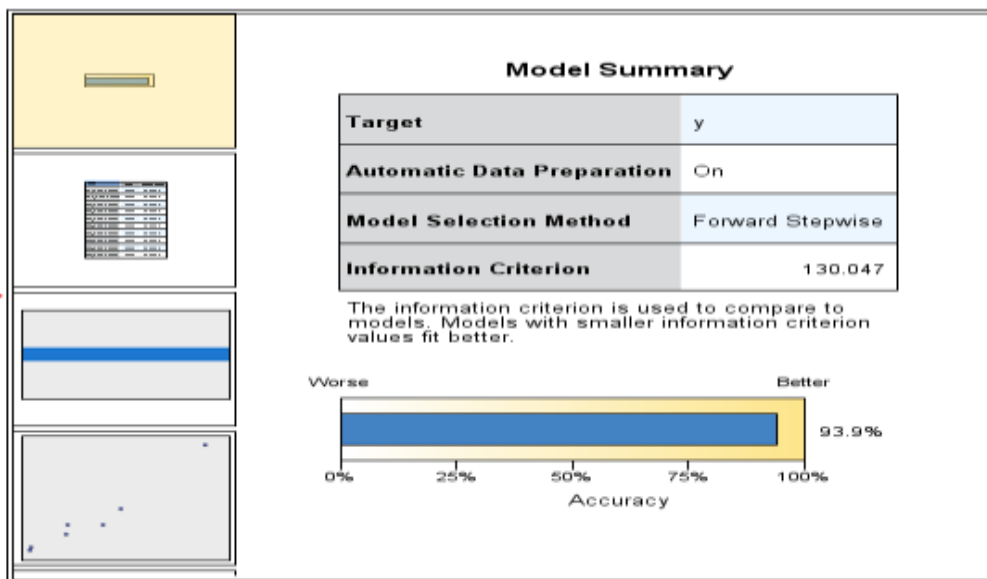 Model Summary
Target y
Automatic Data Preparation On
Model Selection Method Forward Stepwise
Information Criterion 130.047
The information criterion is used to compare to
models. Models with smaller information criterion
values fit better.
Worse Better
93.9%
0% 25% 50% 75% 100%
Accuracy